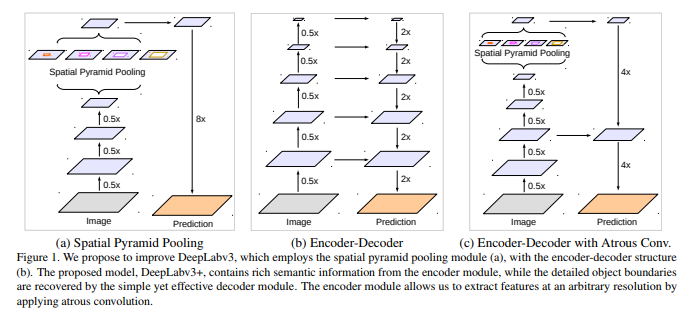 Spatial Pyramid Pooling
0.5x
0.5x
0.5x
8x
Image
Prediction
0.5x
0.5x
0.5x
0.5x
0.5x
2x
2x
2x
2x
2x
Image
Prediction
Spatial Pyramid Pooling
0.5x
0.5x
0.5x
0.5x
4x
4x
Image
Prediction
(a) Spatial Pyramid Pooling
(b) Encoder-Decoder
(c) Encoder-Decoder with Atrous Conv.
Figure 1. We propose to improve DeepLabv3, which employs the spatial pyramid pooling module (a), with the encoder-decoder structure
(b). The proposed model, DeepLabv3+, contains rich semantic information from the encoder module, while the detailed object boundaries
are recovered by the simple yet effective decoder module. The encoder module allows us to extract features at an arbitrary resolution by
applying atrous convolution.